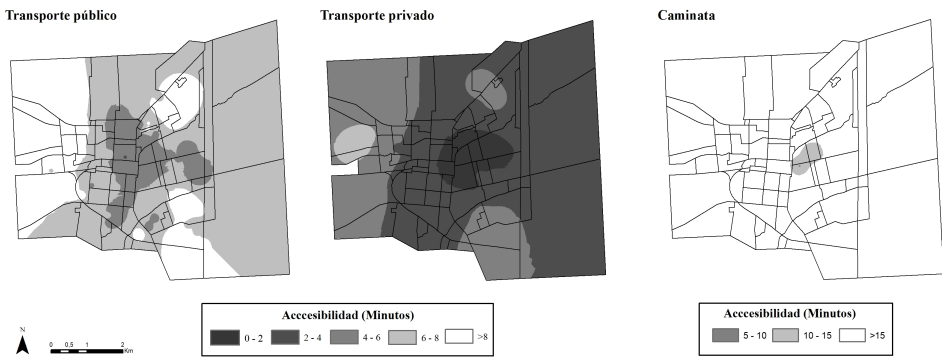 Transporte público
Transporte privado
Caminata
Acccesibilidad (Minutos)
0 - 2
2 - 4
4 - 6
6 - 8
>8
Acccesibilidad (Minutos)
5 - 10
10 - 15
>15
N
0 0,5 1 2
Km